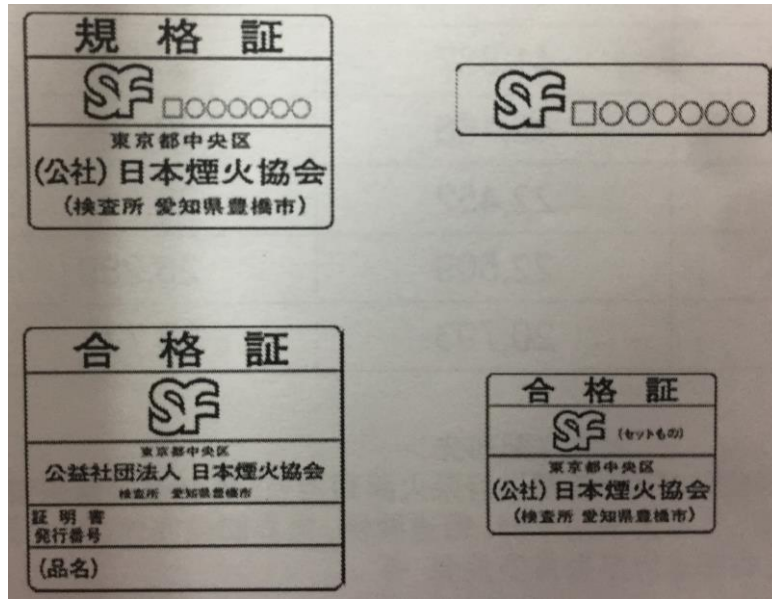 規格証
SF □○○○○○○
東京都中央区
(公社)日本煙火協会
(検査所 愛知県豊橋市)
SF □○○○○○○
合格証
SF
東京都中央区
公益社団法人 日本煙火協会
検査所 愛知県豊橋市
証明書
発行番号
(品名)
合格証
SF (セットもの)
東京都中央区
(公社)日本煙火協会
(検査所 愛知県豊橋市)